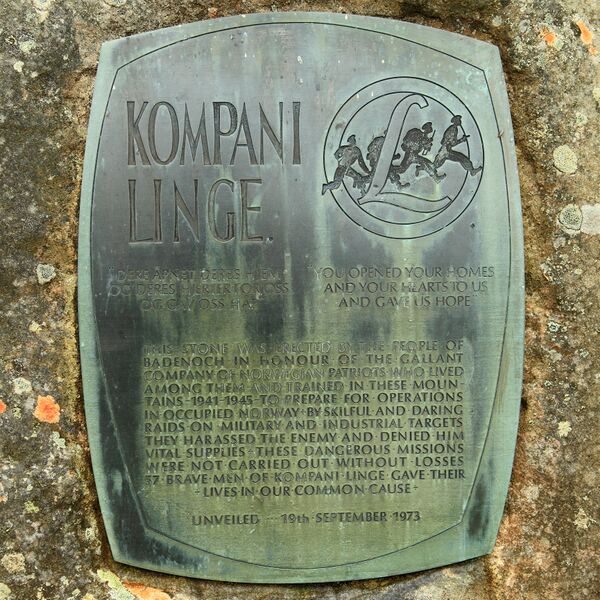 KOMPANI
LINGE.
L
"DERE ÅPNET DERES HJEM
OG DERES HJERTER FOR OSS
OG GAV OSS HÅP"
"YOU OPENED YOUR HOMES
AND YOUR HEARTS TO US
AND GAVE US HOPE"
THIS STONE WAS ERECTED BY THE PEOPLE OF
BADENOCH IN HONOUR OF THE GALLANT
COMPANY OF NORWEGIAN PATRIOTS WHO LIVED
AMONG THEM AND TRAINED IN THESE MOUN-
TAINS·1941-1945·TO PREPARE FOR OPERATIONS
IN OCCUPIED NORWAY·BY SKILFUL AND DARING
RAIDS ON MILITARY AND INDUSTRIAL TARGETS
THEY HARASSED THE ENEMY AND DENIED HIM
VITAL SUPPLIES·THESE DANGEROUS MISSIONS
WERE NOT CARRIED OUT WITHOUT LOSSES
57 BRAVE MEN OF KOMPANI LINGE GAVE THEIR
·LIVES IN OUR COMMON CAUSE·
UNVEILED ···19th SEPTEMBER 1973